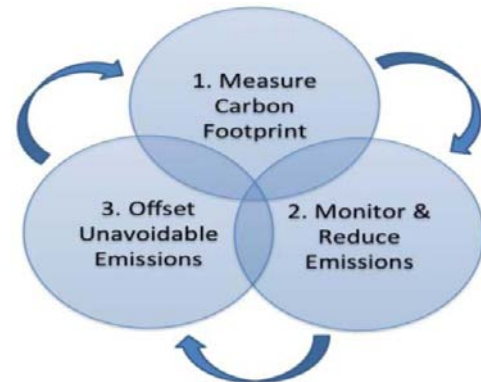 1. Measure
Carbon
Footprint
3. Offset
Unavoidable
Emissions
2. Monitor &
Reduce
Emissions